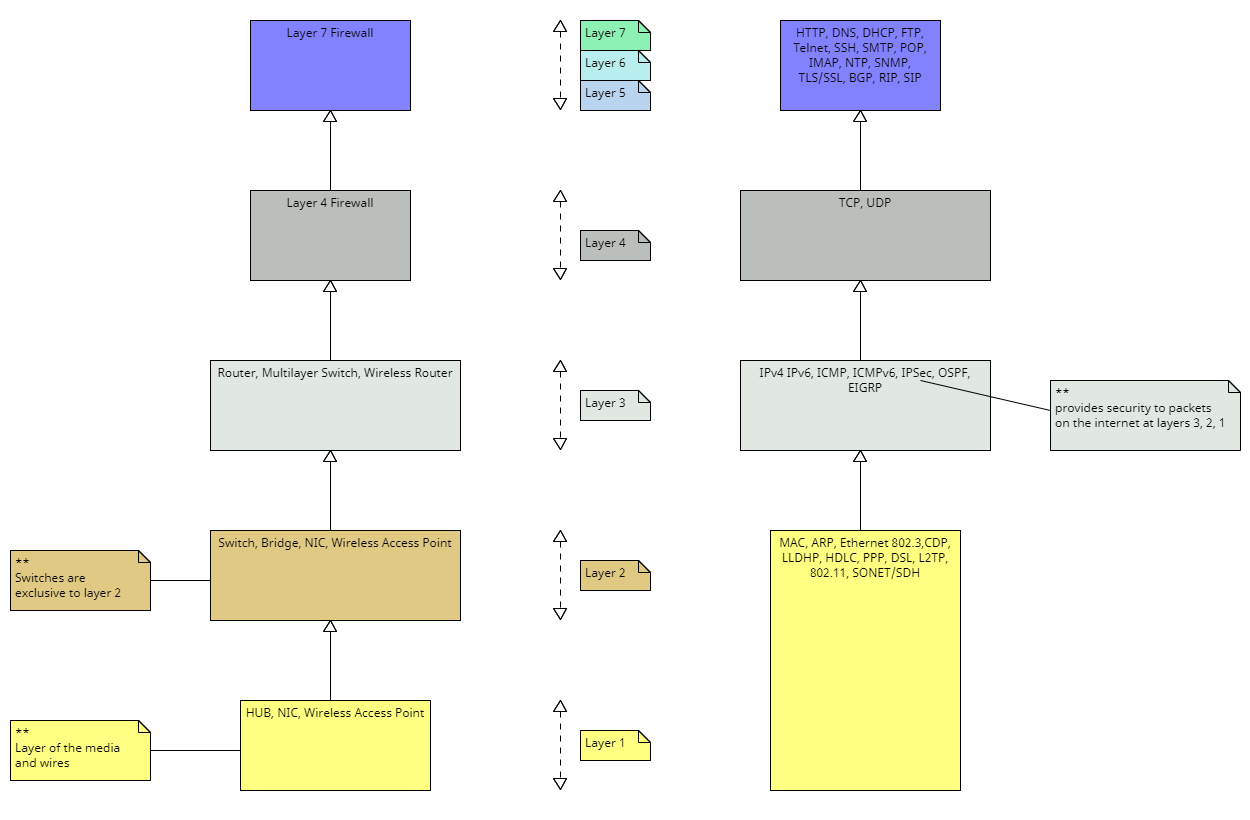 Layer 7 Firewall
Layer 7
Layer 6
Layer 5
HTTP, DNS, DHCP, FTP,
Telnet, SSH, SMTP, POP,
IMAP, NTP, SNMP,
TLS/SSL, BGP, RIP, SIP
Layer 4 Firewall
Layer 4
TCP, UDP
Router, Multilayer Switch, Wireless Router
Layer 3
IPv4 IPv6, ICMP, ICMPv6, IPSec, OSPF,
EIGRP
**
provides security to packets
on the internet at layers 3, 2, 1
**
Switches are
exclusive to layer 2
Switch, Bridge, NIC, Wireless Access Point
Layer 2
MAC, ARP, Ethernet 802.3,CDP,
LLDHP, HDLC, PPP, DSL, L2TP,
802.11, SONET/SDH
**
Layer of the media
and wires
HUB, NIC, Wireless Access Point
Layer 1